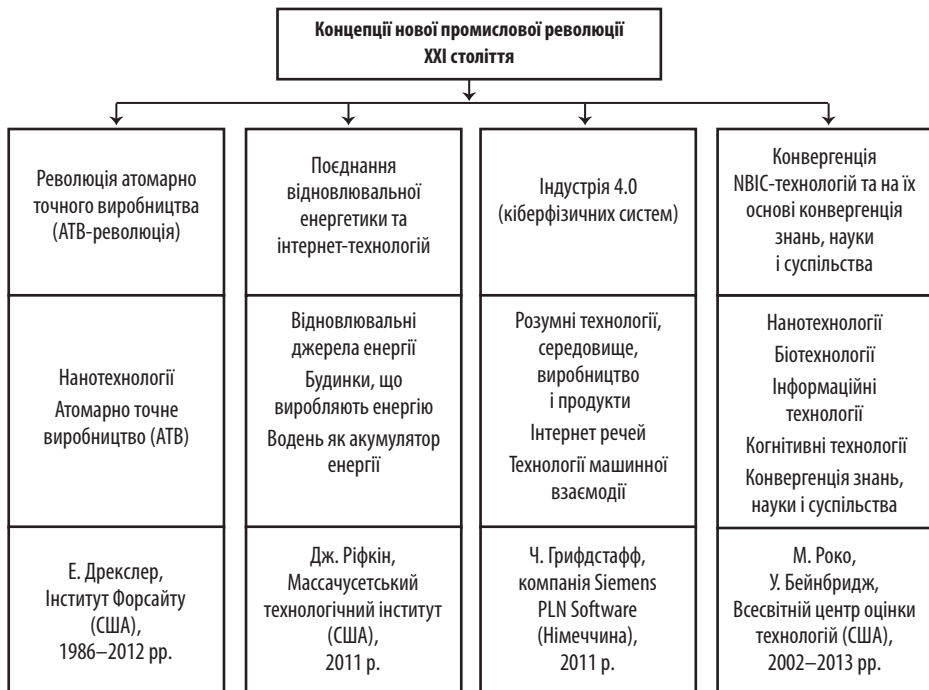 Концепції нової промислової революції
XXI століття
Революція атомарно
точного виробництва
(АТВ-революція)
Нанотехнології
Атомарно точне
виробництво (АТВ)
Е. Дрекслер,
Інститут Форсайту
(США),
1986–2012 рр.
Поєднання
відновлювальної
енергетики та
інтернет-технологій
Відновлювальні
джерела енергії
Будинки, що
виробляють енергію
Водень як акумулятор
енергії
Дж. Ріфкін,
Массачусетський
технологічний інститут
(США),
2011 р.
Індустрія 4.0
(кіберфізичних систем)
Розумні технології,
середовище,
виробництво
і продукти
Інтернет речей
Технології машинної
взаємодії
Ч. Грифдстафф,
компанія Siemens
PLN Software
(Німеччина),
2011 р.
Конвергенція
NBIC-технологій та на їх
основі конвергенція
знань, науки
і суспільства
Нанотехнології
Біотехнології
Інформаційні
технології
Когнитивні технології
Конвергенція знань,
науки і суспільства
М. Роко,
У. Бейнбридж,
Всесвітній центр оцінки
технологій (США),
2002–2013 рр.